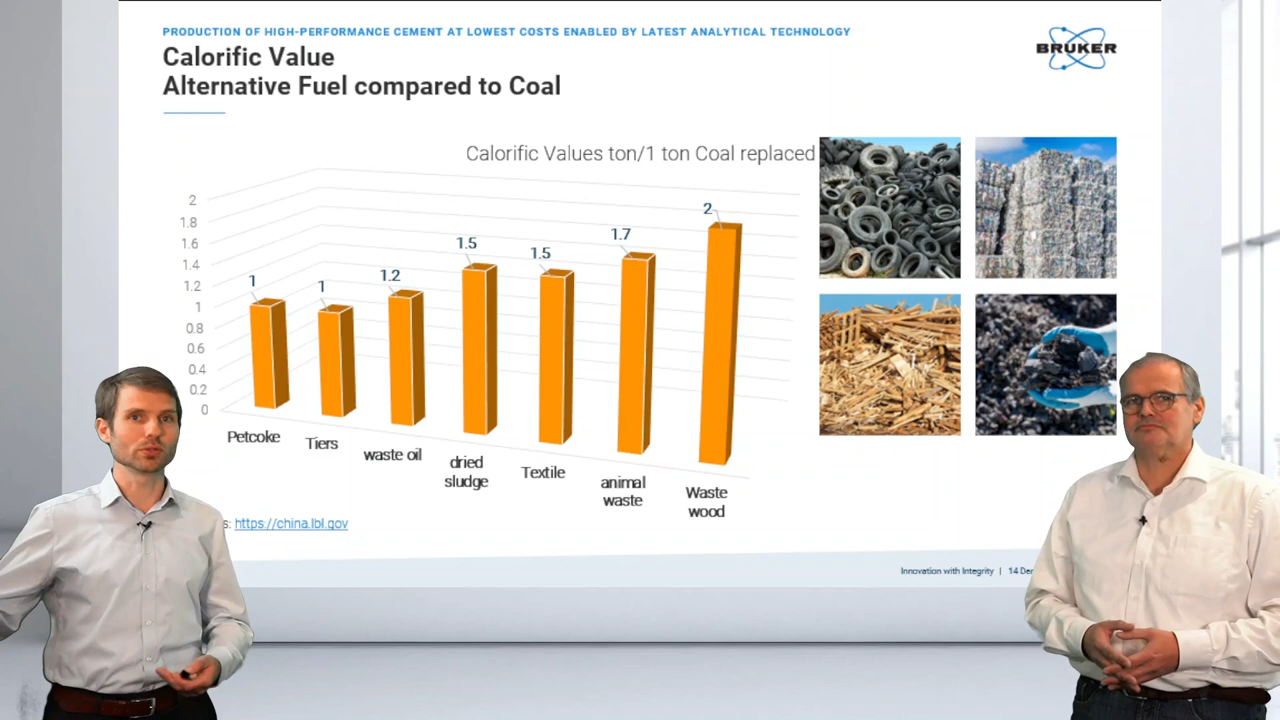 PRODUCTION OF HIGH-PERFORMANCE CEMENT AT LOWEST COSTS ENABLED BY LATEST ANALYTICAL TECHNOLOGY
Calorific Value
Alternative Fuel compared to Coal
BRUKER
Calorific Values ton/1 ton Coal replaced
2
1.8
1.6
1.4
1.2
1
0.8
0.6
0.4
0.2
0
1
1
1.2
1.5
1.5
1.7
2
Petcoke
Tiers
waste oil
dried
sludge
Textile
animal
waste
Waste
wood
s: https://china.lbl.gov
Innovation with Integrity | 14 De